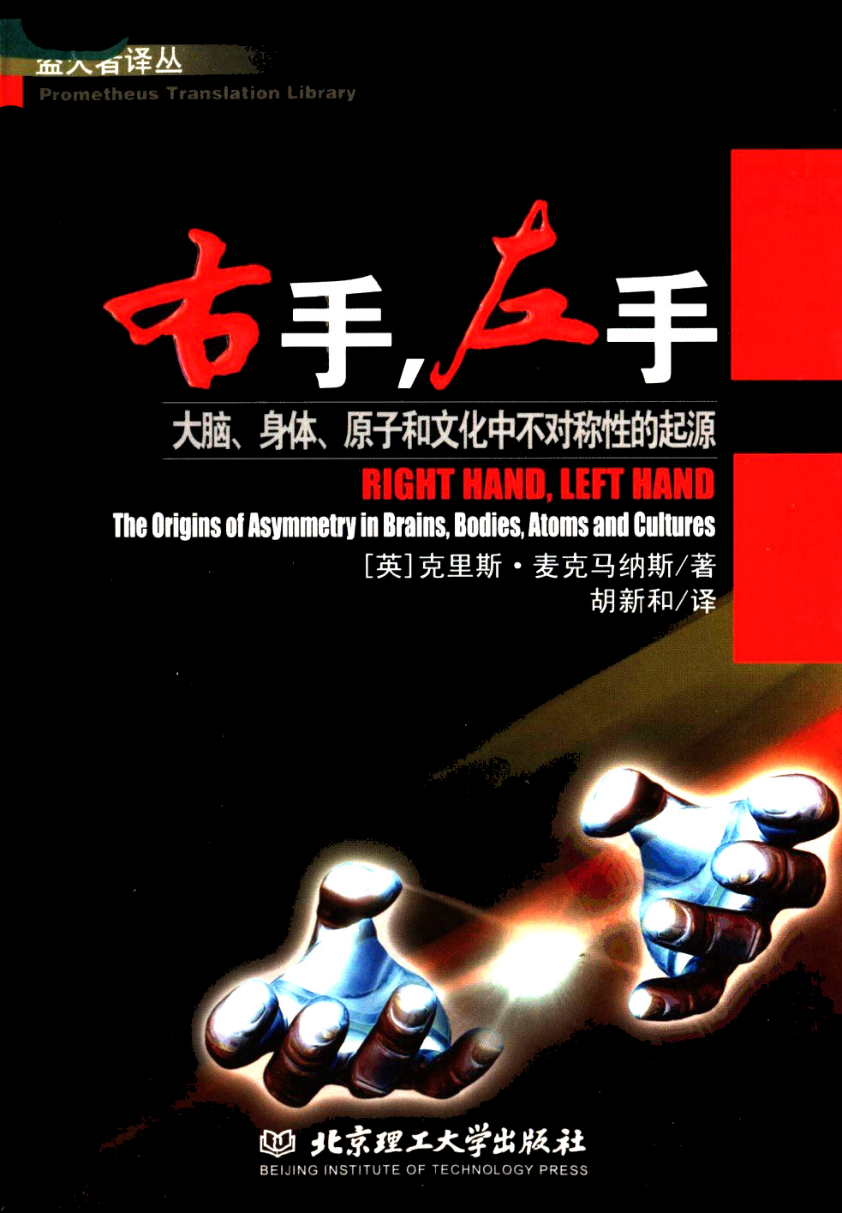 盗火者译丛
Prometheus Translation Library
右手,左手
大脑、身体、原子和文化中不对称性的起源
RIGHT HAND, LEFT HAND
The Origins of Asymmetry in Brains, Bodies, Atoms and Cultures
[英]克里斯·麦克马纳斯/著
胡新和/译
北京理工大学出版社
BEIJING INSTITUTE OF TECHNOLOGY PRESS